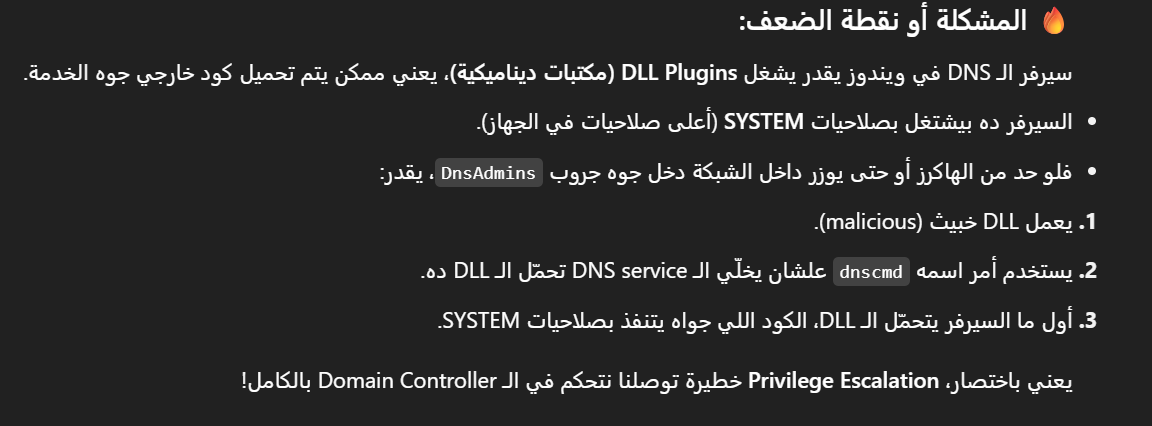 🔥 المشكلة أو نقطة الضعف:
سيرفر الـ DNS في ويندوز يقدر يشغل DLL Plugins (مكتبات ديناميكية)، يعني ممكن يتم تحميل كود خارجي جوه الخدمة.
• السيرفر ده بيشتغل بصلاحيات SYSTEM (أعلى صلاحيات في الجهاز).
• فلو حد من الهاكرز أو حتى يوزر داخل الشبكة دخل جوه جروب DnsAdmins، يقدر:
1. يعمل DLL خبيث (malicious).
2. يستخدم أمر اسمه dnscmd علشان يخلّي الـ DNS service تحمّل الـ DLL ده.
3. أول ما السيرفر يتحمّل الـ DLL، الكود اللي جواه يتنفذ بصلاحيات SYSTEM.
يعني باختصار، Privilege Escalation خطيرة توصلنا نتحكم في الـ Domain Controller بالكامل!